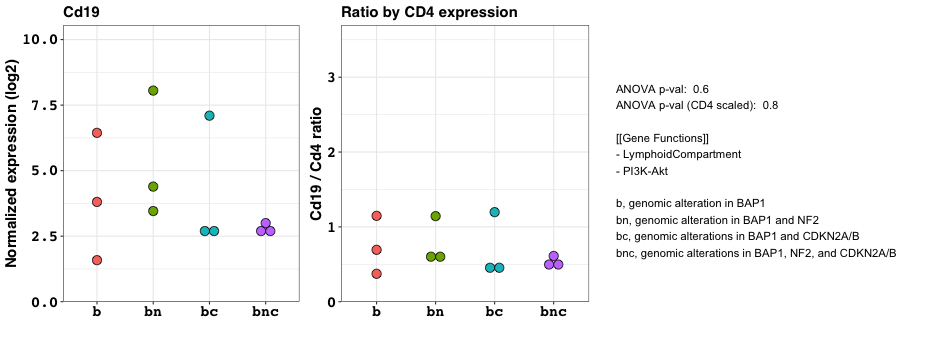 Cd19
Normalized expression (log2)
10.0
7.5
5.0
2.5
0.0
b bn bc bnc
Ratio by CD4 expression
Cd19 / Cd4 ratio
3
2
1
0
b bn bc bnc
ANOVA p-val: 0.6
ANOVA p-val (CD4 scaled): 0.8
[[Gene Functions]]
- LymphoidCompartment
- PI3K-Akt
b, genomic alteration in BAP1
bn, genomic alteration in BAP1 and NF2
bc, genomic alterations in BAP1 and CDKN2A/B
bnc, genomic alterations in BAP1, NF2, and CDKN2A/B